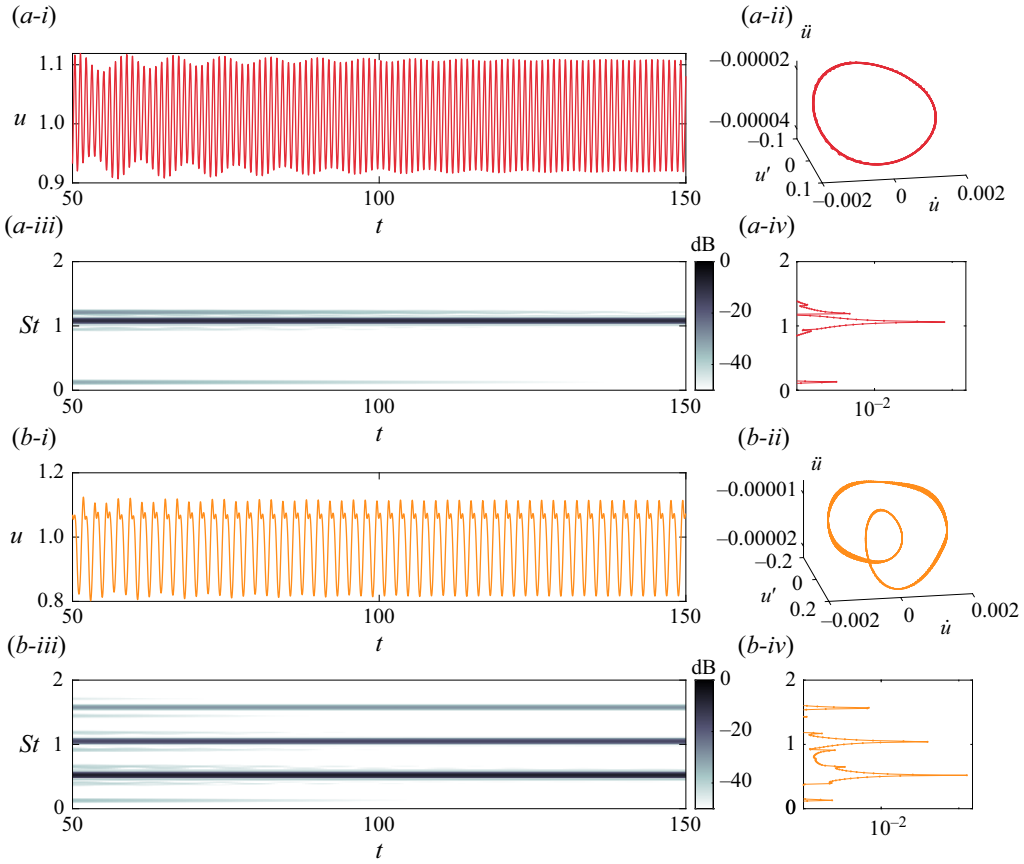 (a-i)
(a-ii)
1.1
u
1.0
0.9
50
100
150
t
ü
−0.00002
−0.00004
−0.1
u′
0
0.1
−0.002
0
0.002
u̇
(a-iii)
(a-iv)
2
St
1
0
50
100
150
t
dB
0
−20
−40
2
1
0
10⁻²
(b-i)
(b-ii)
1.2
u
1.0
0.8
50
100
150
t
ü
−0.00001
−0.00002
−0.2
u′
0
0.2
−0.002
0
0.002
u̇
(b-iii)
(b-iv)
2
St
1
0
50
100
150
t
dB
0
−20
−40
2
1
0
10⁻²